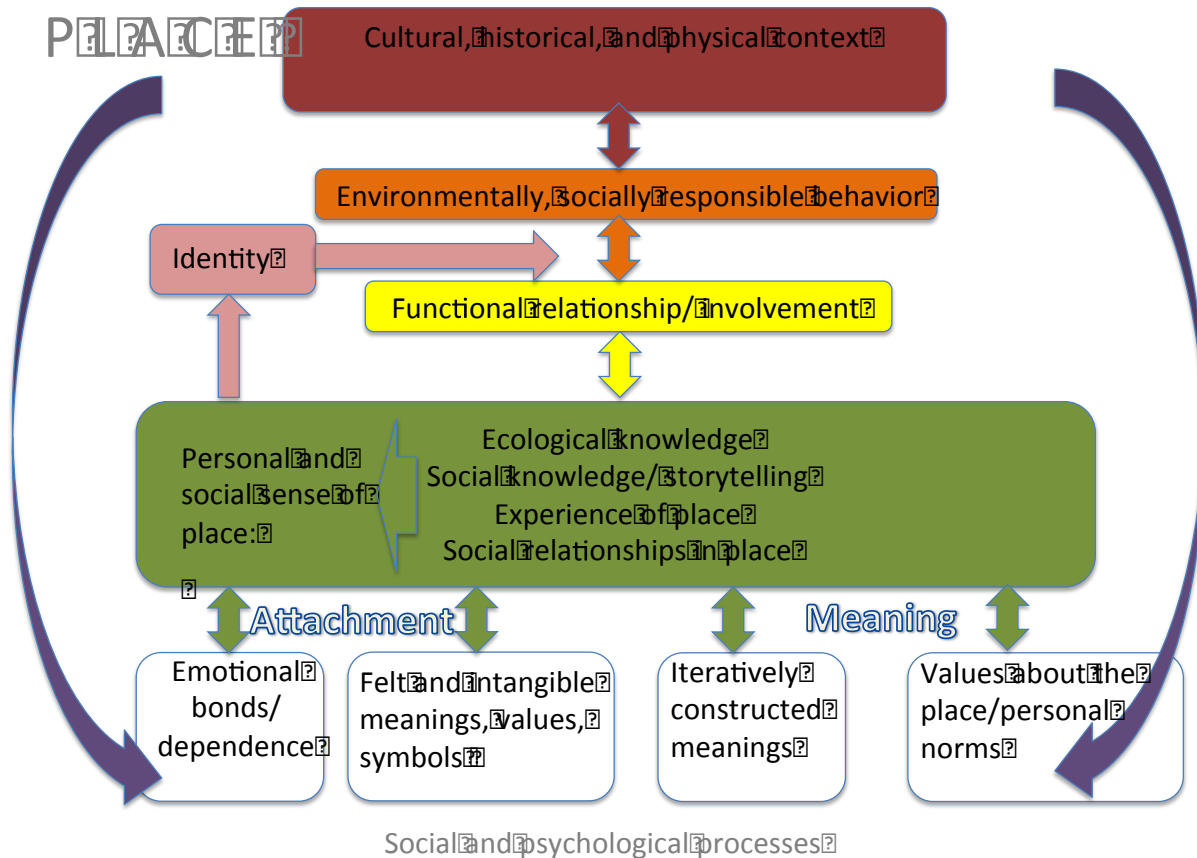 PLACE
Cultural, historical, and physical context
Environmentally, socially responsible behavior
Identity
Functional relationship/ involvement
Personal and
social sense of
place:
Ecological knowledge
Social knowledge/ storytelling
Experience of place
Social relationships in place
Attachment
Meaning
Emotional
bonds/
dependence
Felt and intangible
meanings, values,
symbols
Iteratively
constructed
meanings
Values about the
place/personal
norms
Social and psychological processes